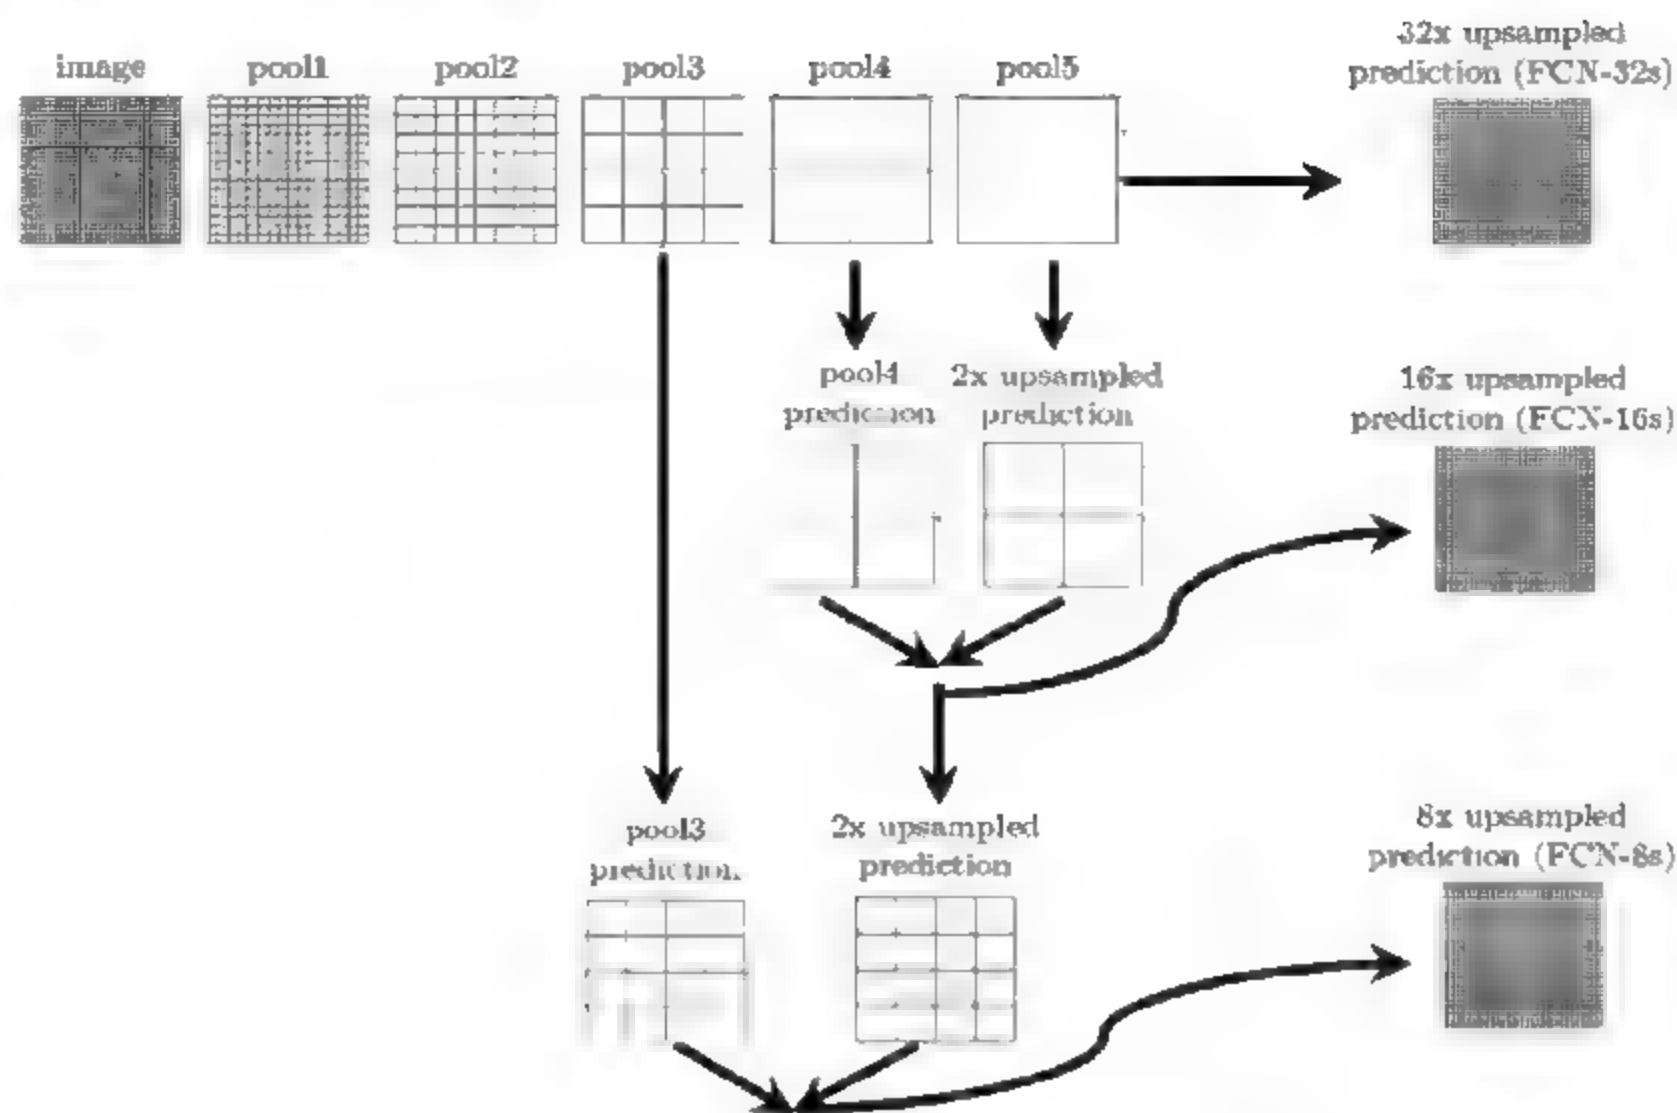 image
pool1
pool2
pool3
pool4
pool5
32x upsampled
prediction (FCN-32s)
pool4
prediction
2x upsampled
prediction
16x upsampled
prediction (FCN-16s)
pool3
prediction
2x upsampled
prediction
8x upsampled
prediction (FCN-8s)